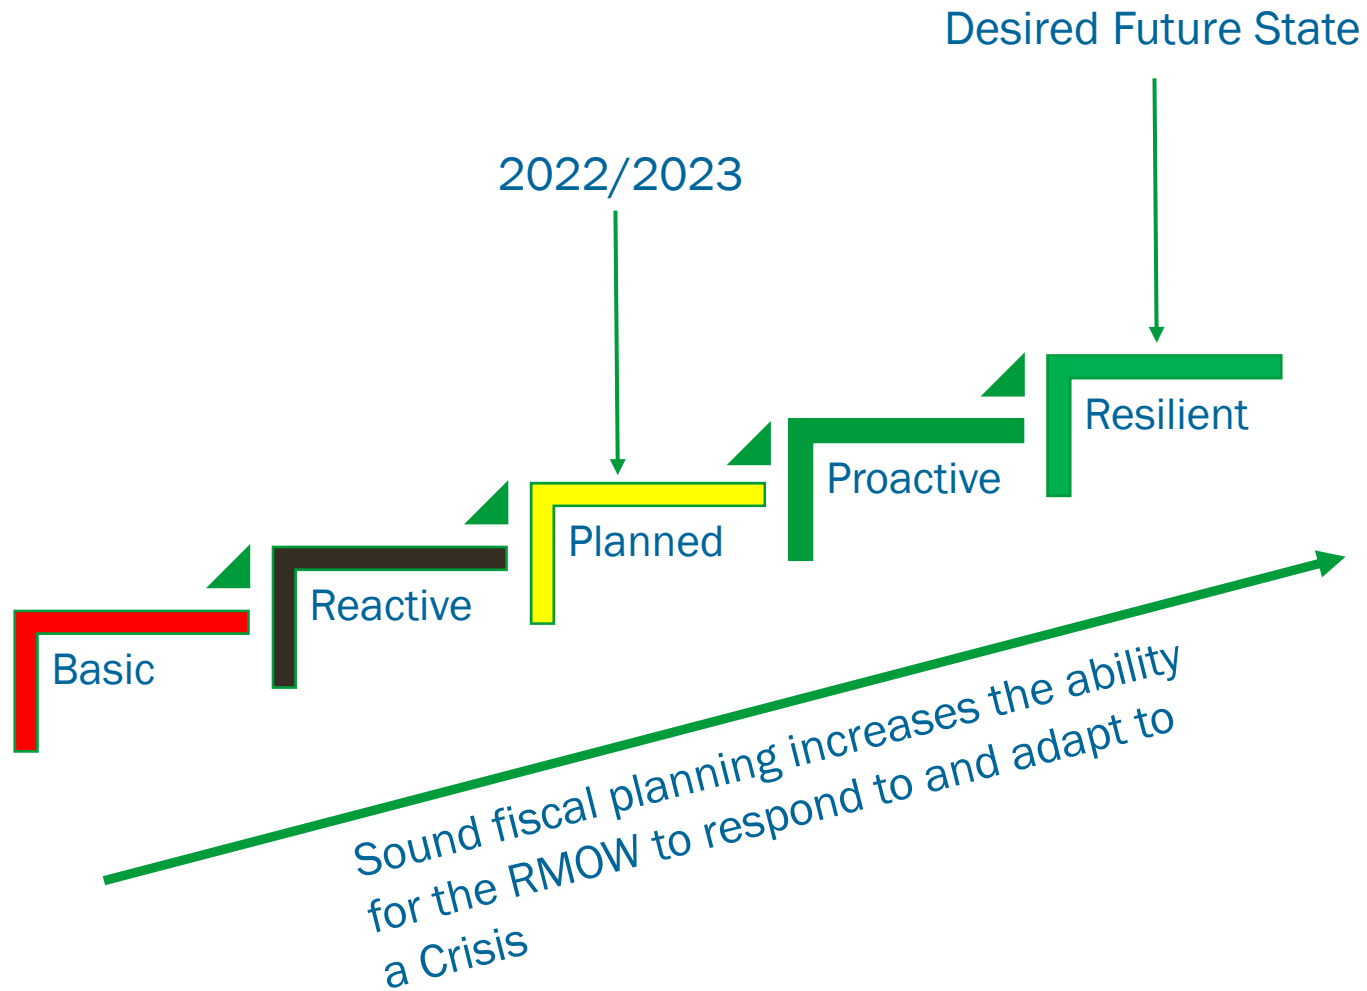 Desired Future State
2022/2023
Resilient
Proactive
Planned
Reactive
Basic
Sound fiscal planning increases the ability
for the RMOW to respond to and adapt to
a Crisis